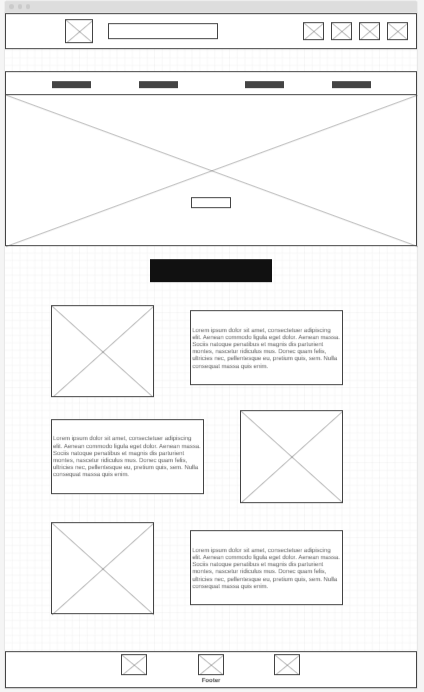 Lorem ipsum dolor sit amet, consectetuer adipiscing
elit. Aenean commodo ligula eget dolor. Aenean massa.
Sociis natoque penatibus et magnis dis parturient
montes, nascetur ridiculus mus. Donec quam felis,
ultricies nec, pellentesque eu, pretium quis, sem. Nulla
consequat massa quis enim.
Lorem ipsum dolor sit amet, consectetuer adipiscing
elit. Aenean commodo ligula eget dolor. Aenean massa.
Sociis natoque penatibus et magnis dis parturient
montes, nascetur ridiculus mus. Donec quam felis,
ultricies nec, pellentesque eu, pretium quis, sem. Nulla
consequat massa quis enim.
Lorem ipsum dolor sit amet, consectetuer adipiscing
elit. Aenean commodo ligula eget dolor. Aenean massa.
Sociis natoque penatibus et magnis dis parturient
montes, nascetur ridiculus mus. Donec quam felis,
ultricies nec, pellentesque eu, pretium quis, sem. Nulla
consequat massa quis enim.
Footer